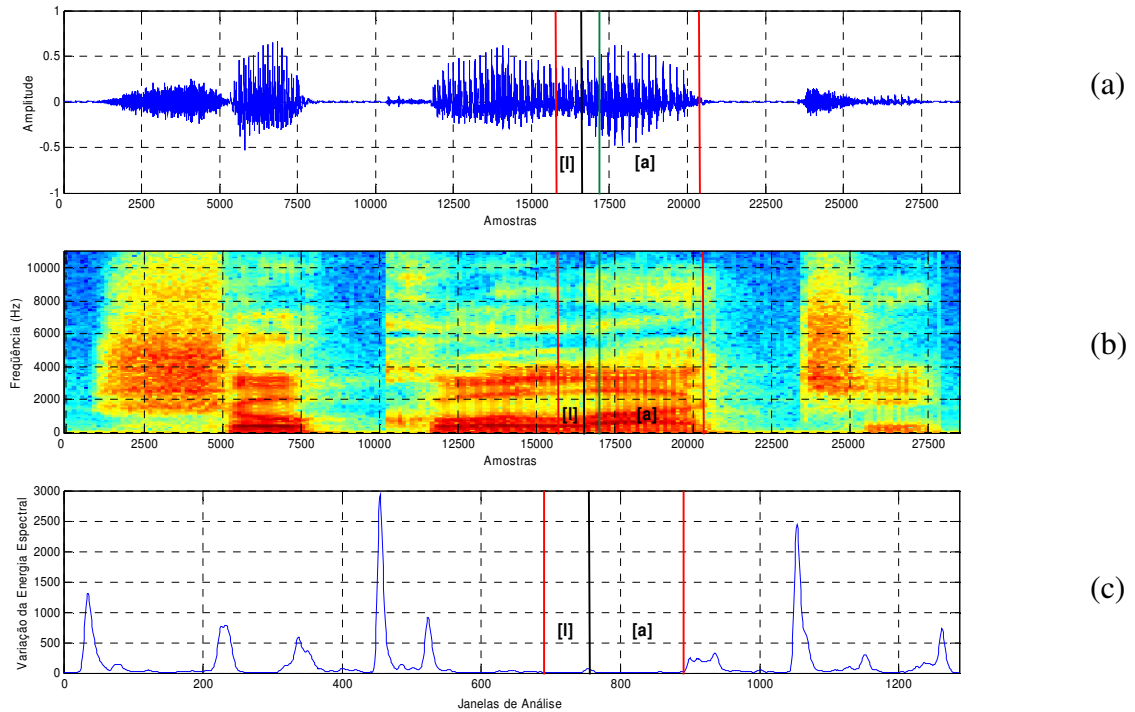 1
0.5
0
-0.5
-1
Amplitude
[l] [a]
0 2500 5000 7500 10000 12500 15000 17500 20000 22500 25000 27500
Amostras
(a)
10000
8000
6000
4000
2000
0
Freqüência (Hz)
[l] [a]
0 2500 5000 7500 10000 12500 15000 17500 20000 22500 25000 27500
Amostras
(b)
3000
2500
2000
1500
1000
500
0
Variação da Energia Espectral
[l] [a]
0 200 400 600 800 1000 1200
Janelas de Análise
(c)